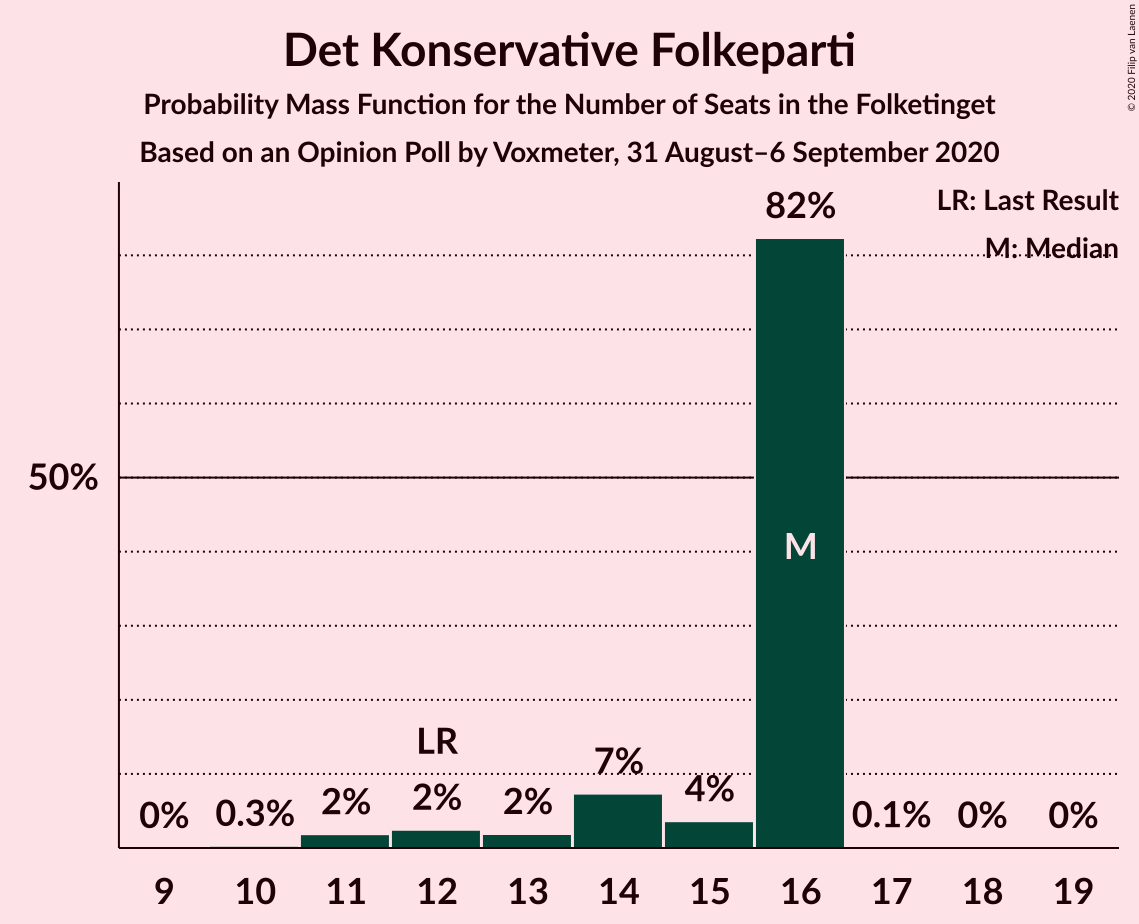 Det Konservative Folkeparti
Probability Mass Function for the Number of Seats in the Folketinget
Based on an Opinion Poll by Voxmeter, 31 August–6 September 2020
© 2020 Filip van Laenen
LR: Last Result
M: Median
82%
50%
M
LR
0%
0.3%
2%
2%
2%
7%
4%
0.1%
0%
0%
9 10 11 12 13 14 15 16 17 18 19